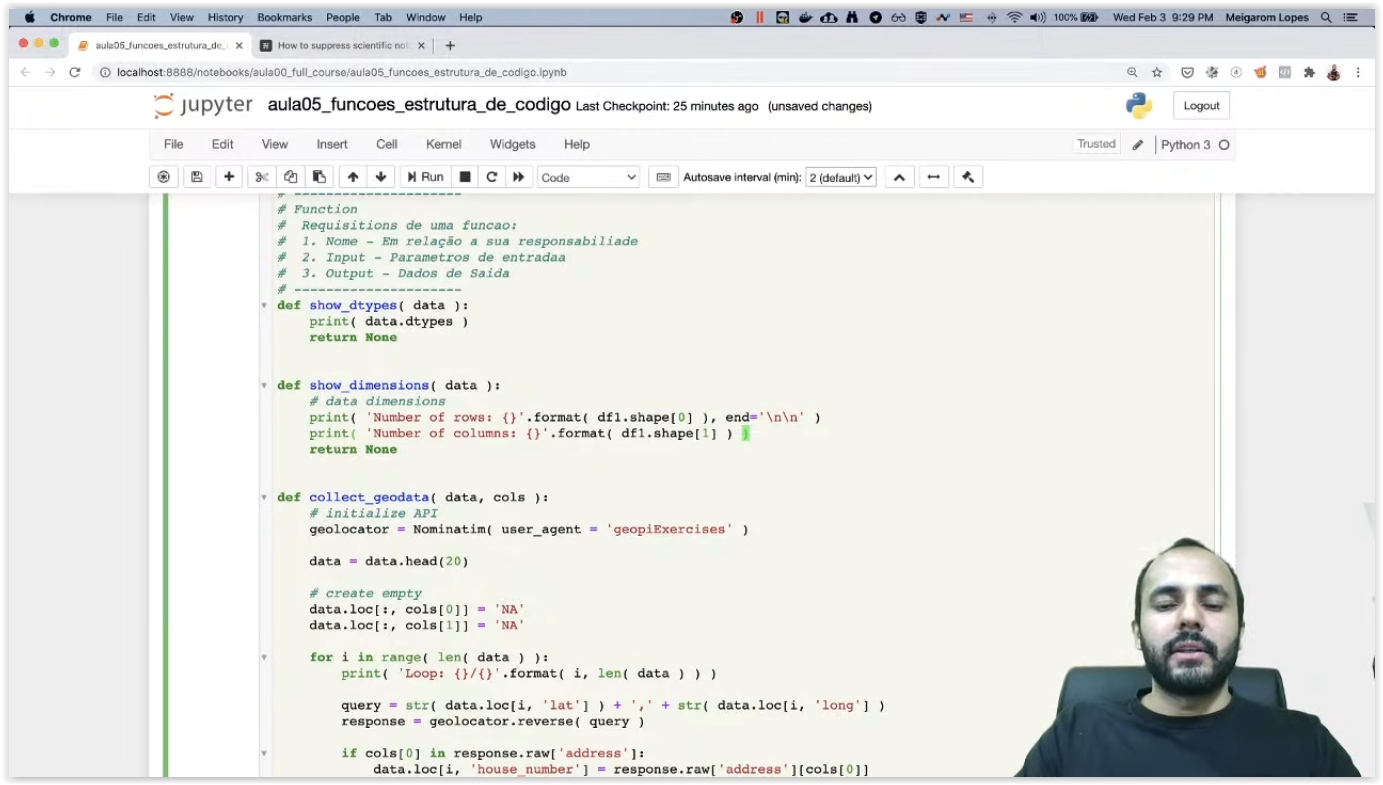 Chrome File Edit View History Bookmarks People Tab Window Help 100% Wed Feb 3 9:29 PM Meigarom Lopes
aula05_funcoes_estrutura_de_ How to suppress scientific not
localhost:8888/notebooks/aula00_full_course/aula05_funcoes_estrutura_de_codigo.ipynb
jupyter aula05_funcoes_estrutura_de_codigo Last Checkpoint: 25 minutes ago (unsaved changes) Logout
File Edit View Insert Cell Kernel Widgets Help Trusted Python 3
Run Code Autosave interval (min): 2 (default)
# ---------------------
# Function
# Requisitions de uma funcao:
# 1. Nome - Em relação a sua responsabiliade
# 2. Input - Parametros de entradaa
# 3. Output - Dados de Saida
# ---------------------
def show_dtypes( data ):
print( data.dtypes )
return None
def show_dimensions( data ):
# data dimensions
print( 'Number of rows: {}'.format( df1.shape[0] ), end='\n\n' )
print( 'Number of columns: {}'.format( df1.shape[1] ) )
return None
def collect_geodata( data, cols ):
# initialize API
geolocator = Nominatim( user_agent = 'geopiExercises' )
data = data.head(20)
# create empty
data.loc[:, cols[0]] = 'NA'
data.loc[:, cols[1]] = 'NA'
for i in range( len( data ) ):
print( 'Loop: {}/{}'.format( i, len( data ) ) )
query = str( data.loc[i, 'lat'] ) + ',' + str( data.loc[i, 'long'] )
response = geolocator.reverse( query )
if cols[0] in response.raw['address']:
data.loc[i, 'house_number'] = response.raw['address'][cols[0]]